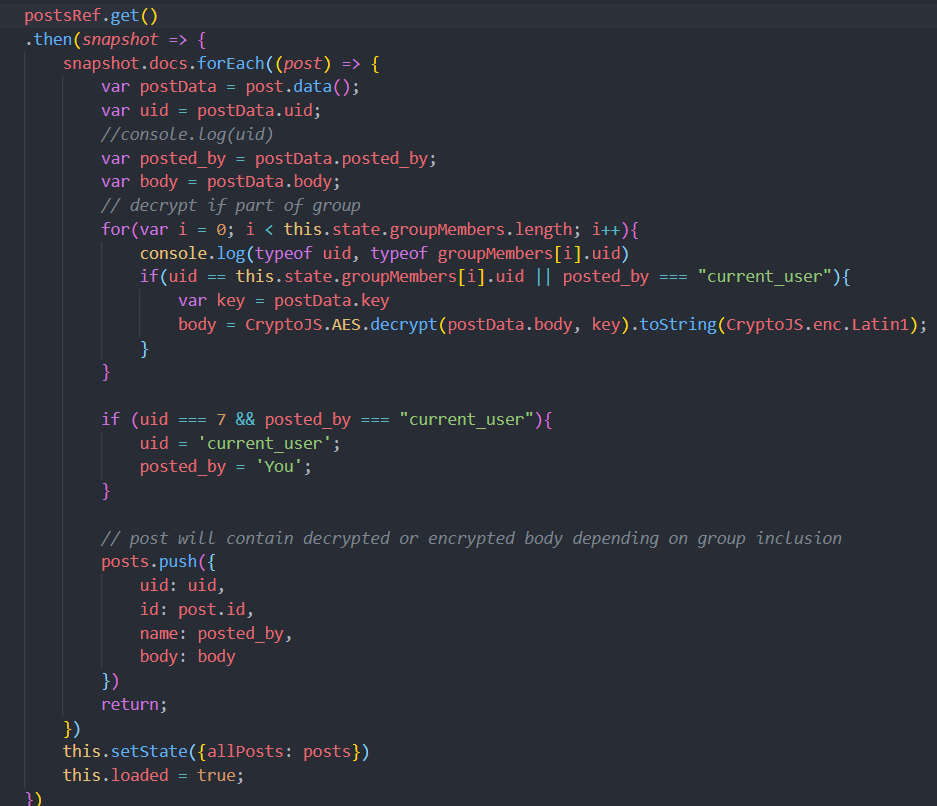 postsRef.get()
.then(snapshot => {
    snapshot.docs.forEach((post) => {
        var postData = post.data();
        var uid = postData.uid;
        //console.log(uid)
        var posted_by = postData.posted_by;
        var body = postData.body;
        // decrypt if part of group
        for(var i = 0; i < this.state.groupMembers.length; i++){
            console.log(typeof uid, typeof groupMembers[i].uid)
            if(uid == this.state.groupMembers[i].uid || posted_by === "current_user"){
                var key = postData.key
                body = CryptoJS.AES.decrypt(postData.body, key).toString(CryptoJS.enc.Latin1);
            }
        }

        if (uid === 7 && posted_by === "current_user"){
            uid = 'current_user';
            posted_by = 'You';
        }

        // post will contain decrypted or encrypted body depending on group inclusion
        posts.push({
            uid: uid,
            id: post.id,
            name: posted_by,
            body: body
        })
        return;
    })
    this.setState({allPosts: posts})
    this.loaded = true;
})